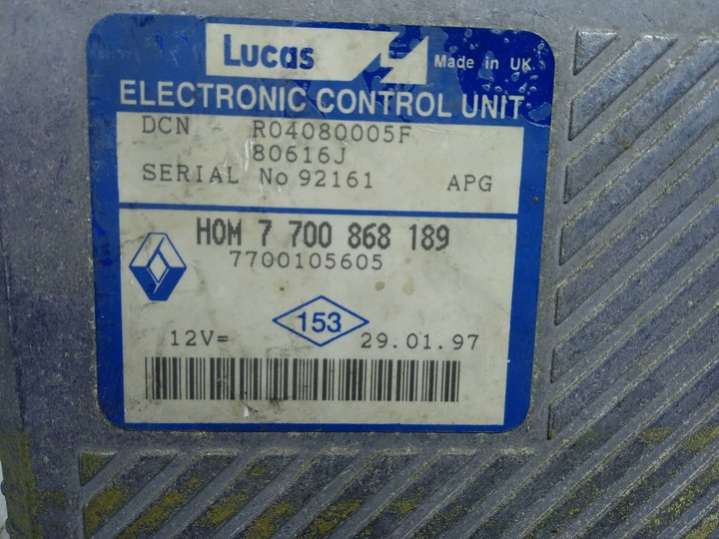 Lucas Made in UK.
ELECTRONIC CONTROL UNIT
DCN R04080005F
80616J
SERIAL No 92161 APG
HOM 7 700 868 189
7700105605
153
12V= 29.01.97